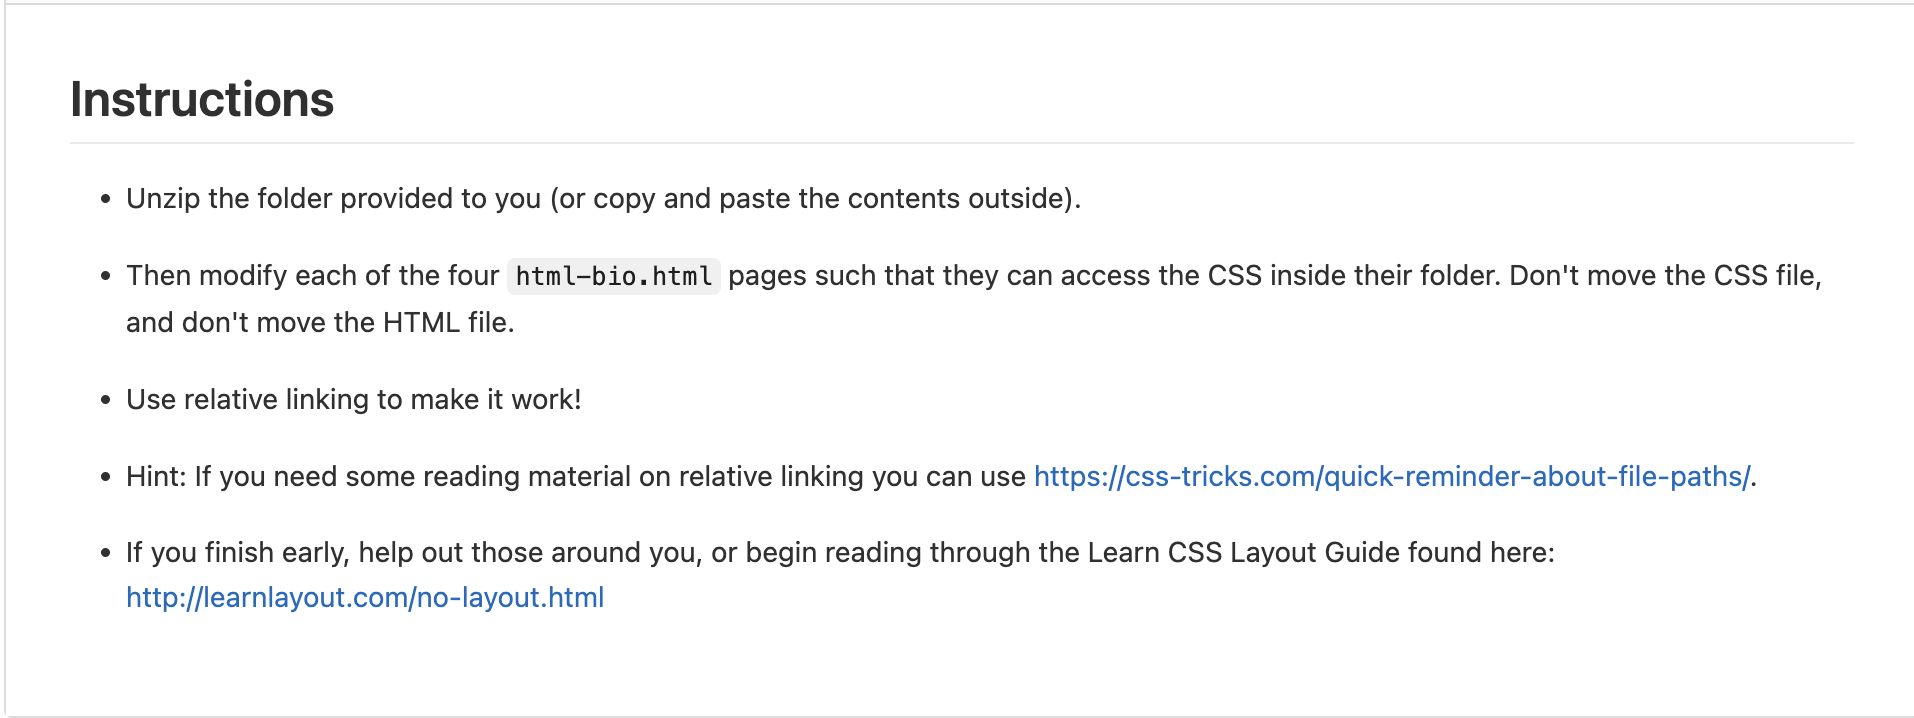 Instructions
Unzip the folder provided to you (or copy and paste the contents outside).
Then modify each of the four html-bio.html pages such that they can access the CSS inside their folder. Don't move the CSS file,
and don't move the HTML file.
Use relative linking to make it work!
Hint: If you need some reading material on relative linking you can use https://css-tricks.com/quick-reminder-about-file-paths/.
If you finish early, help out those around you, or begin reading through the Learn CSS Layout Guide found here:
http://learnlayout.com/no-layout.html